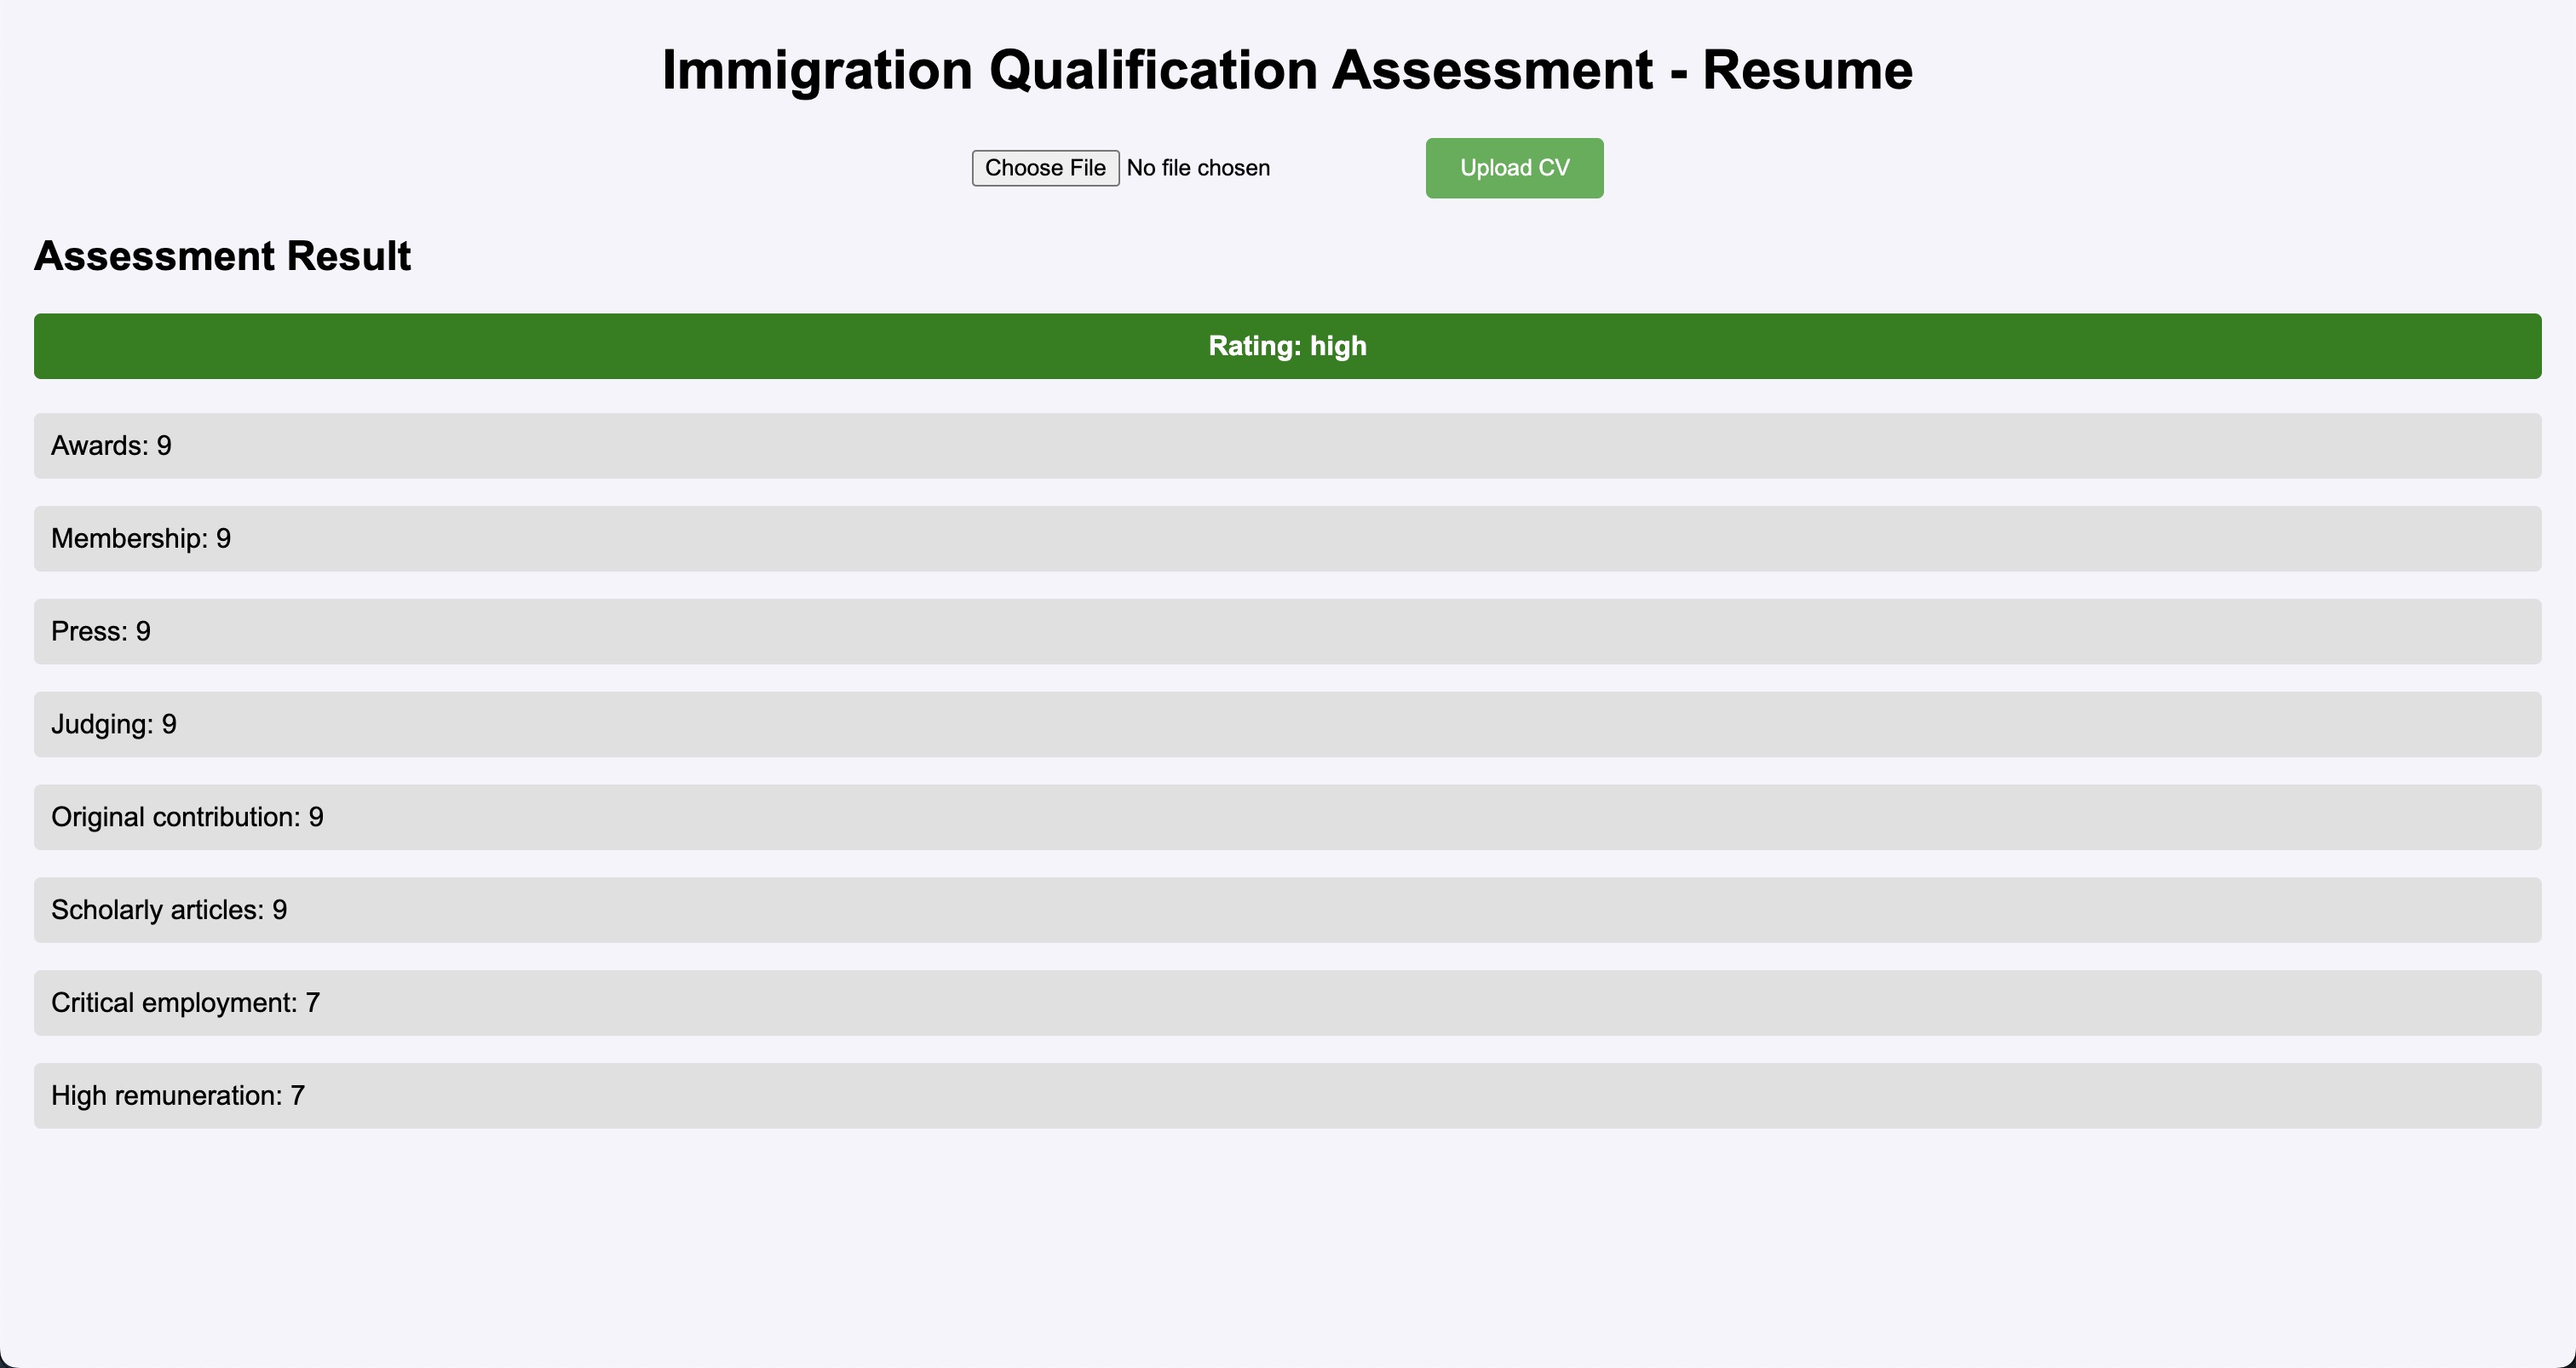 Immigration Qualification Assessment - Resume
Choose File No file chosen Upload CV
Assessment Result
Rating: high
Awards: 9
Membership: 9
Press: 9
Judging: 9
Original contribution: 9
Scholarly articles: 9
Critical employment: 7
High remuneration: 7